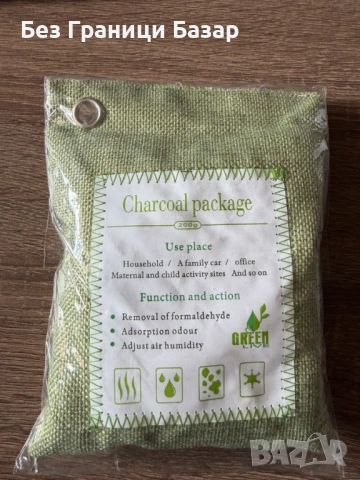 Без Граници Базар
Charcoal package
200g
Use place
Household / A family car / office
Maternal and child activity sites And so on
Function and action
Removal of formaldehyde
Adsorption odour
Adjust air humidity
GREEN
BAZAR